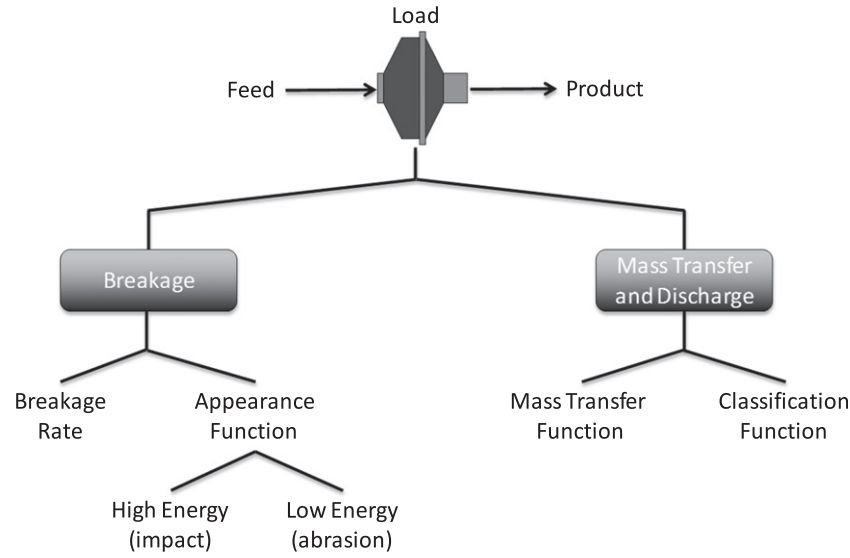 Load
Feed
Product
Breakage
Mass Transfer
and Discharge
Breakage
Rate
Appearance
Function
Mass Transfer
Function
Classification
Function
High Energy
(impact)
Low Energy
(abrasion)